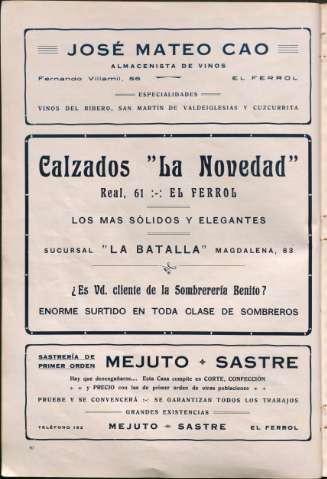 JOSÉ MATEO CAO
ALMACENISTA DE VINOS
Fernando Villamil, 56 EL FERROL
ESPECIALIDADES
VINOS DEL RIBERO, SAN MARTÍN DE VALDEIGLESIAS Y CUZCURRITA
Calzados "La Novedad"
Real, 61 :-: EL FERROL
LOS MAS SÓLIDOS Y ELEGANTES
SUCURSAL "LA BATALLA" MAGDALENA, 83
¿Es Vd. cliente de la Sombrerería Benito?
ENORME SURTIDO EN TODA CLASE DE SOMBREROS
SASTRERÍA DE PRIMER ORDEN MEJUTO + SASTRE
Hay que desengañarse... Esta Casa compite en CORTE, CONFECCIÓN
y PRECIO con las de primer orden de otras poblaciones
PRUEBE Y SE CONVENCERÁ :-: SE GARANTIZAN TODOS LOS TRABAJOS
GRANDES EXISTENCIAS
TELÉFONO 182 MEJUTO + SASTRE EL FERROL